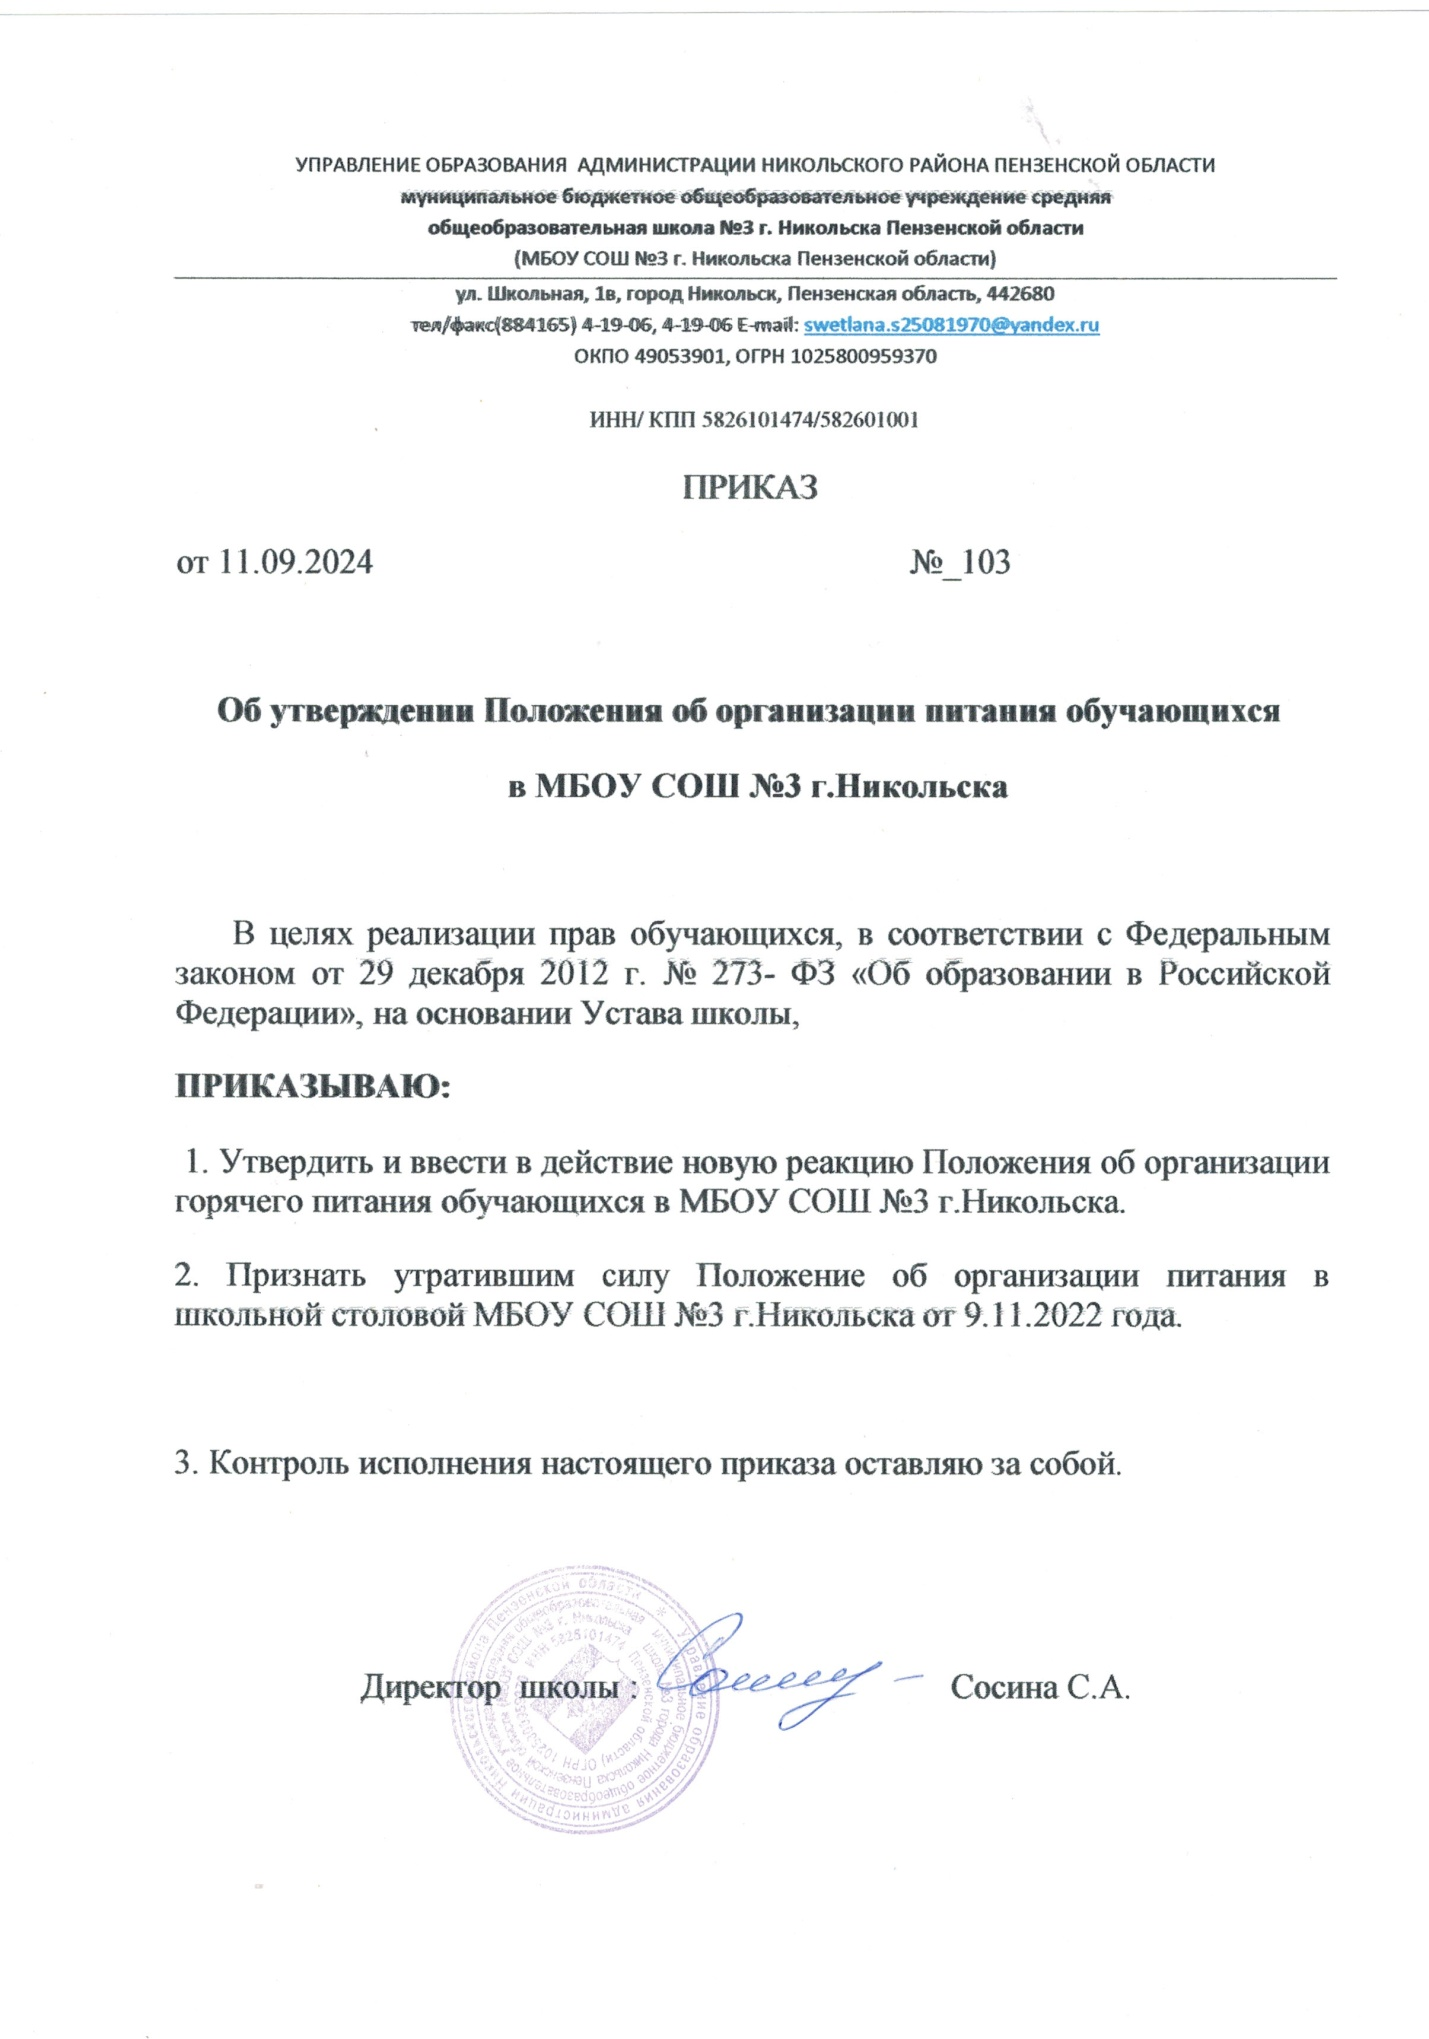 УПРАВЛЕНИЕ ОБРАЗОВАНИЯ АДМИНИСТРАЦИИ НИКОЛЬСКОГО РАЙОНА ПЕНЗЕНСКОЙ ОБЛАСТИ
муниципальное бюджетное общеобразовательное учреждение средняя
общеобразовательная школа №3 г. Никольска Пензенской области
(МБОУ СОШ №3 г. Никольска Пензенской области)
ул. Школьная, 1в, город Никольск, Пензенская область, 442680
тел/факс(884165) 4-19-06, 4-19-06 E-mail: swetlana.s25081970@yandex.ru
ОКПО 49053901, ОГРН 1025800959370
ИНН/ КПП 5826101474/582601001
ПРИКАЗ
от 11.09.2024 №_103
Об утверждении Положения об организации питания обучающихся
в МБОУ СОШ №3 г.Никольска
В целях реализации прав обучающихся, в соответствии с Федеральным
законом от 29 декабря 2012 г. № 273- ФЗ «Об образовании в Российской
Федерации», на основании Устава школы,
ПРИКАЗЫВАЮ:
1. Утвердить и ввести в действие новую реакцию Положения об организации
горячего питания обучающихся в МБОУ СОШ №3 г.Никольска.
2. Признать утратившим силу Положение об организации питания в
школьной столовой МБОУ СОШ №3 г.Никольска от 9.11.2022 года.
3. Контроль исполнения настоящего приказа оставляю за собой.
Директор школы : Сосина С.А.
* Управление образования администрации Никольского района Пензенской области